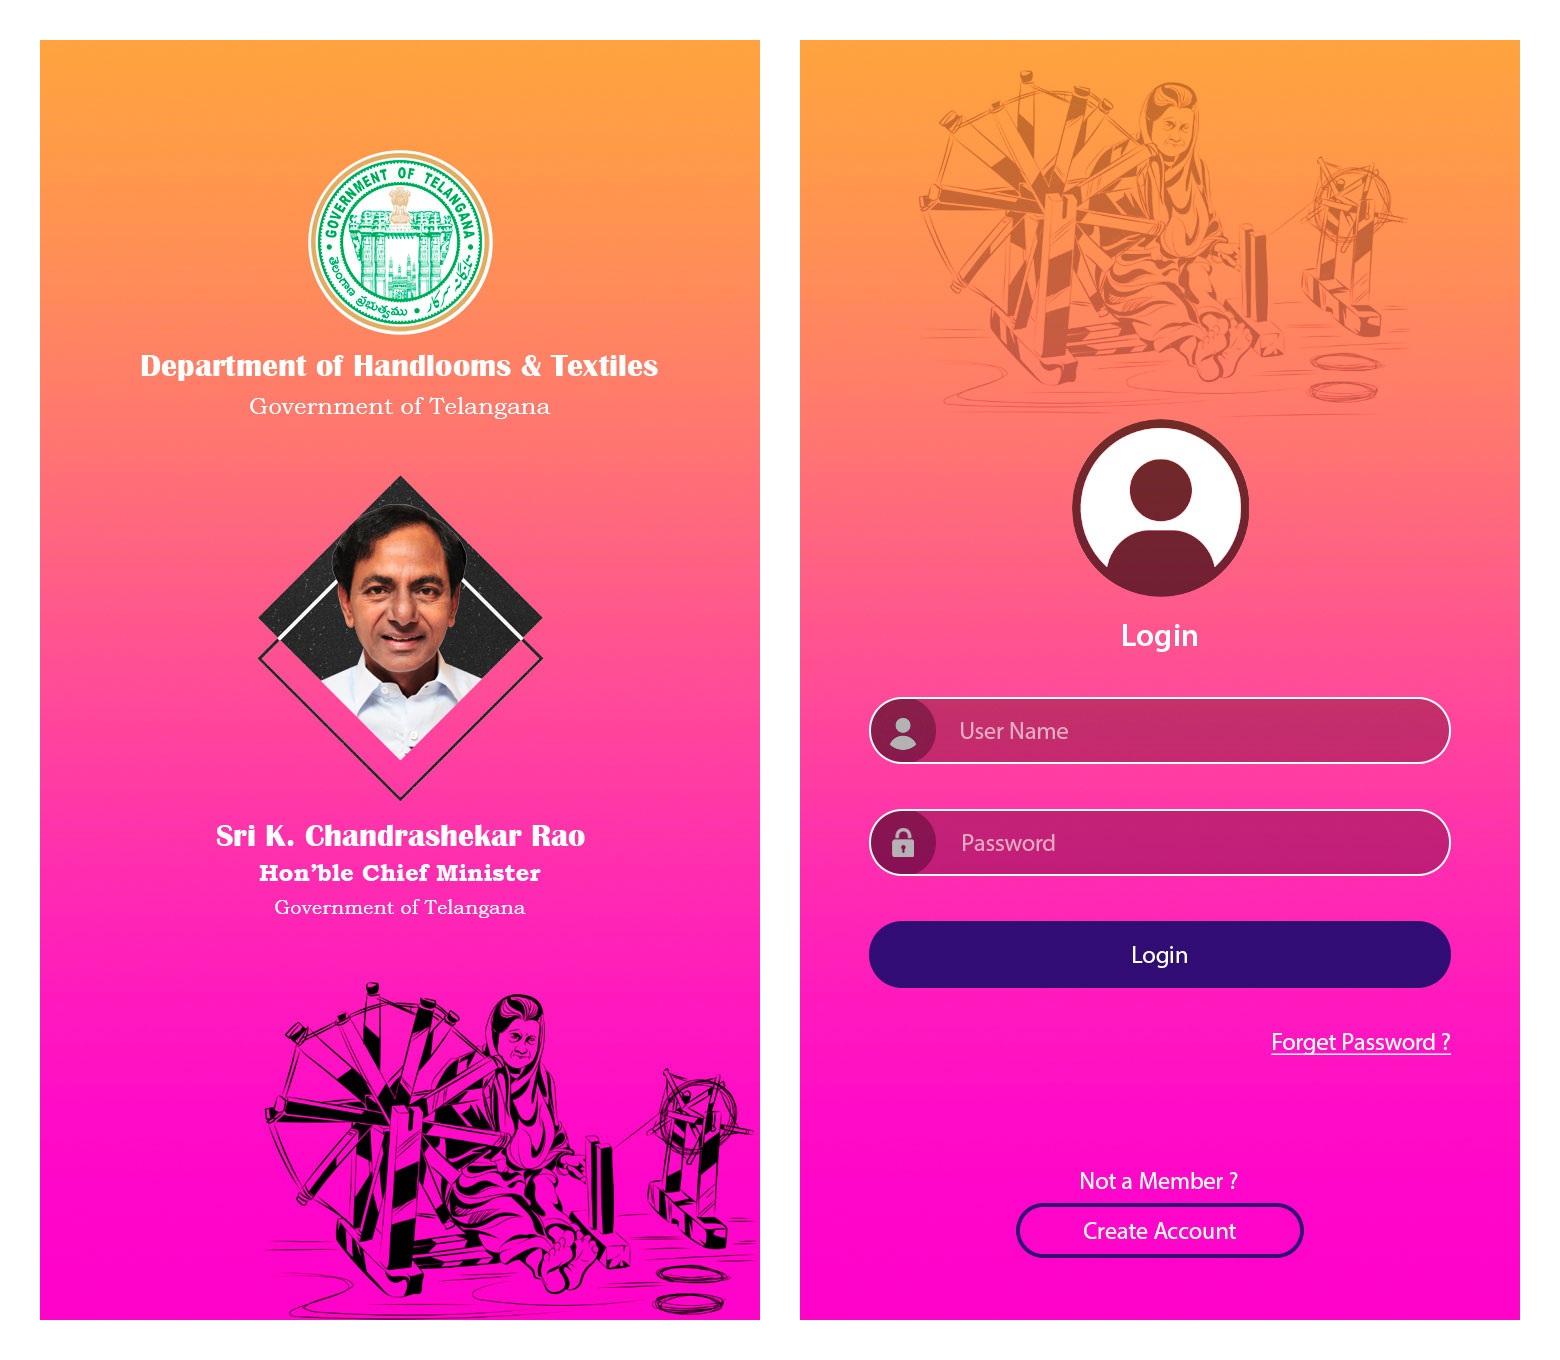 GOVERNMENT OF TELANGANA
తెలంగాణ ప్రభుత్వము
Department of Handlooms & Textiles
Government of Telangana
Sri K. Chandrashekar Rao
Hon’ble Chief Minister
Government of Telangana
Login
User Name
Password
Login
Forget Password ?
Not a Member ?
Create Account